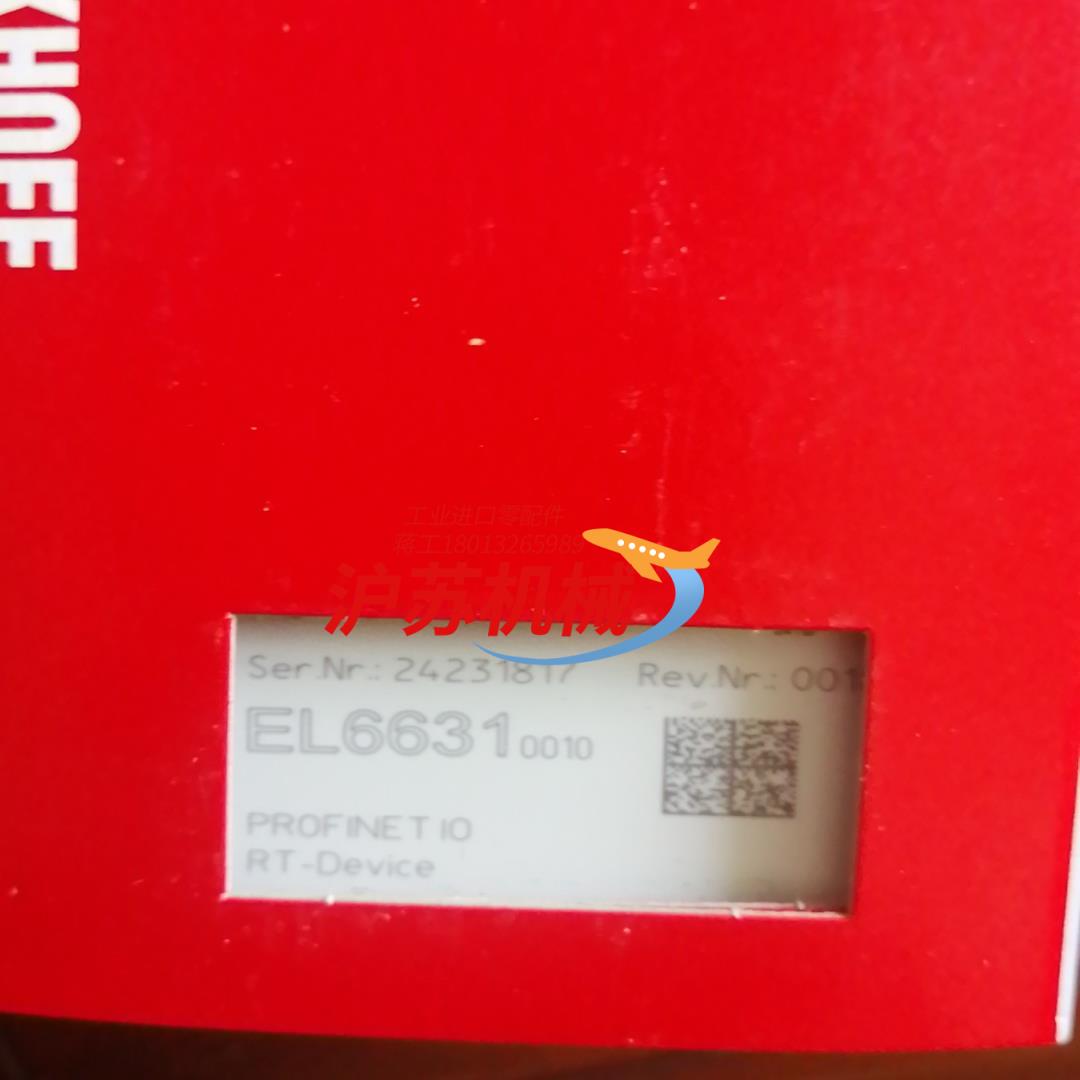 KHOFF
工业进口零配件
蒋工18013265989
沪苏机械
Ser.Nr.: 24231817 Rev.Nr.: 001
EL6631 0010
PROFINET IO
RT-Device